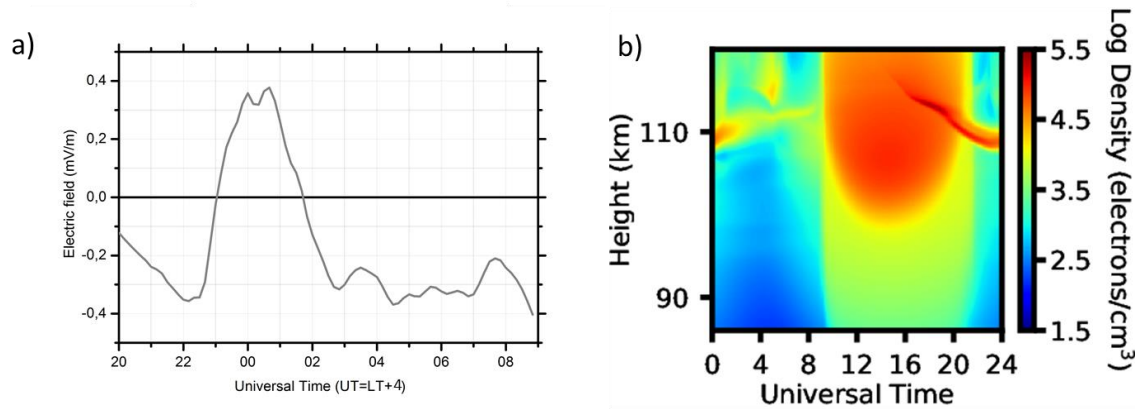 a)
Electric field (mV/m)
0,4
0,2
0,0
-0,2
-0,4
20 22 00 02 04 06 08
Universal Time (UT=LT+4)
b)
Height (km)
110
90
0 4 8 12 16 20 24
Universal Time
5.5
4.5
3.5
2.5
1.5
Log Density (electrons/cm³)